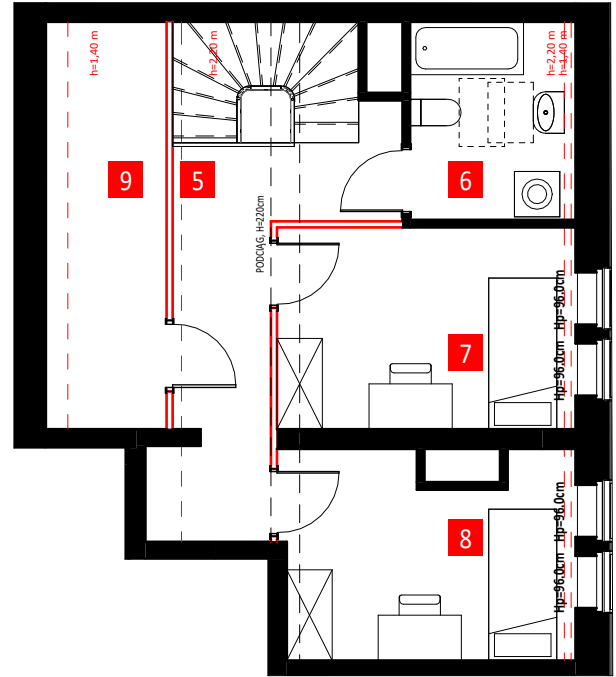 h=1,40 m
h=2,20 m
h=2,20 m
h=1,40 m
9
5
6
PODCIĄG, H=220cm
7
Hp=96.0cm
Hp=96.0cm
8
Hp=96.0cm
Hp=96.0cm